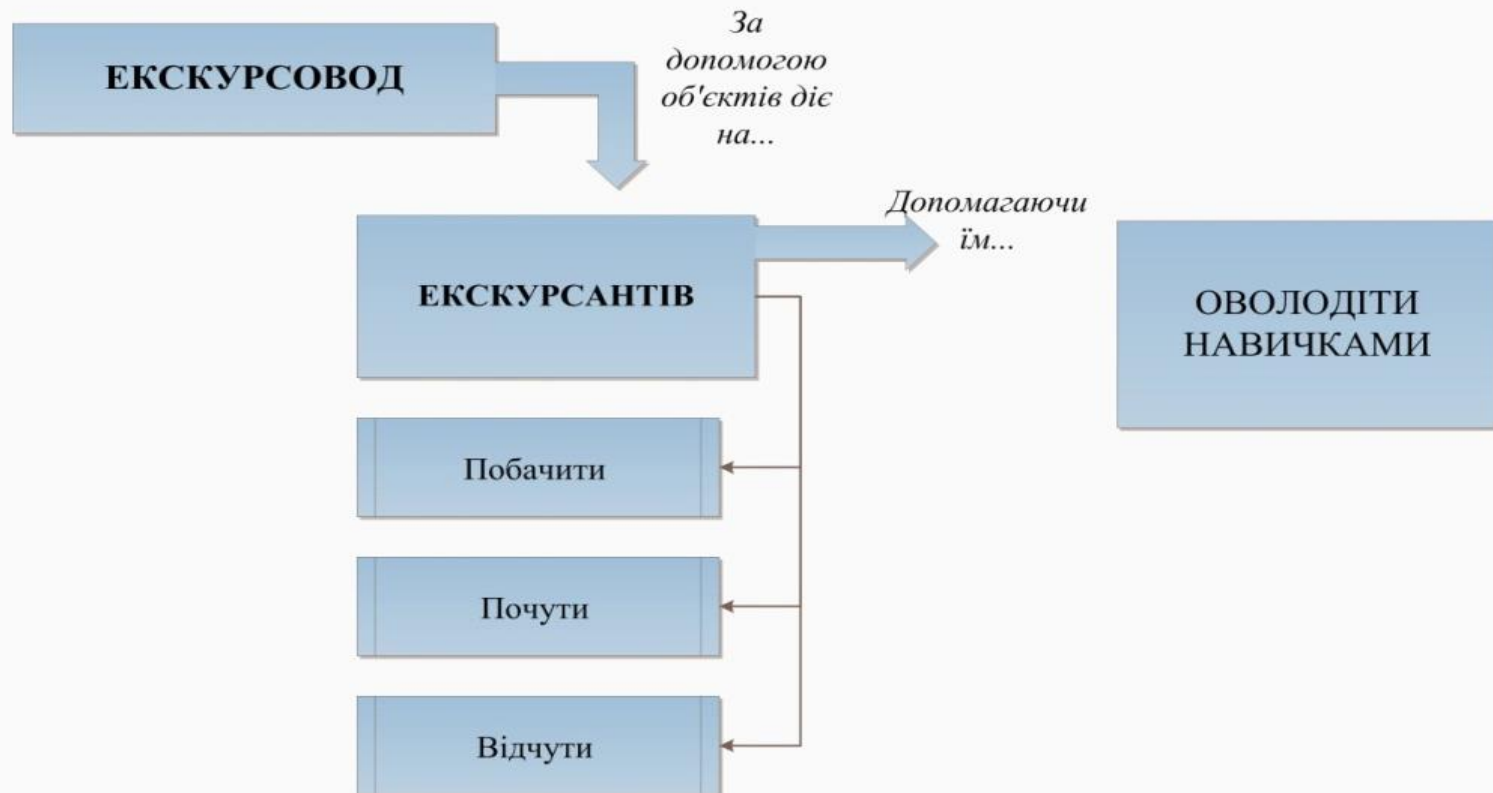 ЕКСКУРСОВОД
За
допомогою
об'єктів діє
на...
ЕКСКУРСАНТІВ
Допомагаючи
їм...
ОВОЛОДІТИ
НАВИЧКАМИ
Побачити
Почути
Відчути